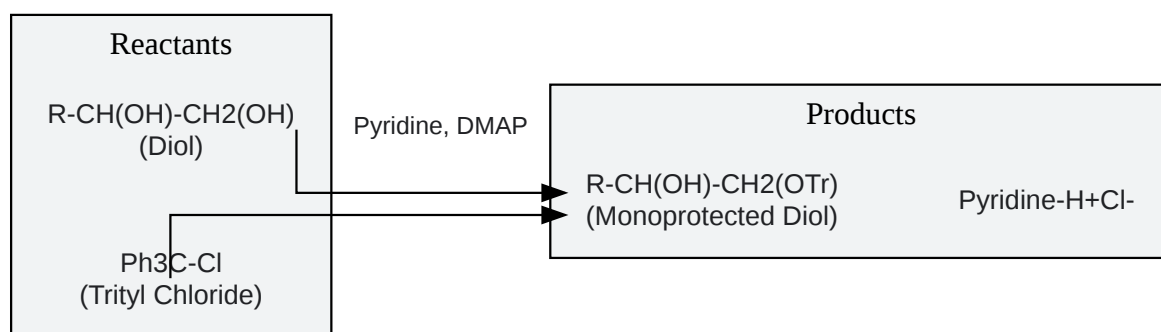 Reactants
R-CH(OH)-CH2(OH)
(Diol)
Ph3C-Cl
(Trityl Chloride)
Pyridine, DMAP
Products
R-CH(OH)-CH2(OTr)
(Monoprotected Diol)
Pyridine-H+Cl-